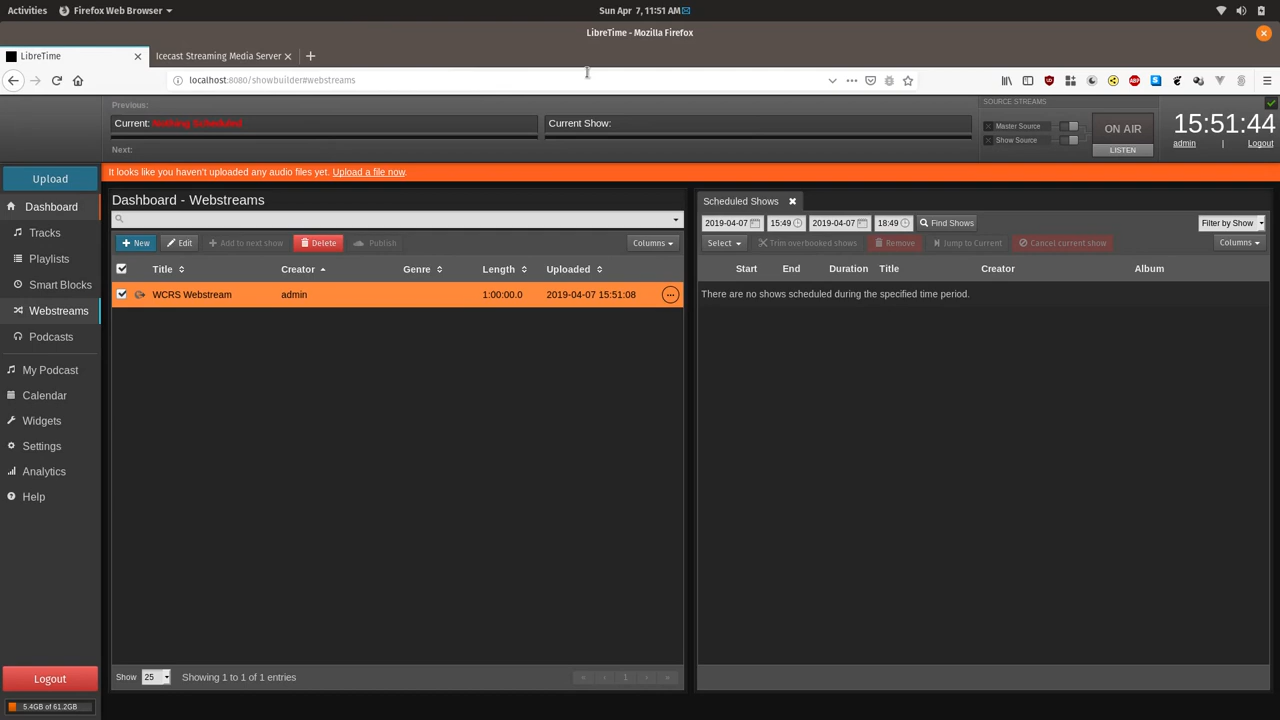 Activities
Firefox Web Browser
Sun Apr 7, 11:51 AM
LibreTime - Mozilla Firefox
LibreTime
Icecast Streaming Media Server
localhost:8080/showbuilder#webstreams
Previous:
Current: Nothing Scheduled
Next:
Current Show:
SOURCE STREAMS
Master Source
Show Source
ON AIR
LISTEN
15:51:44
admin | Logout
It looks like you haven't uploaded any audio files yet. Upload a file now.
Upload
Dashboard
Tracks
Playlists
Smart Blocks
Webstreams
Podcasts
My Podcast
Calendar
Widgets
Settings
Analytics
Help
Logout
5.4GB of 61.2GB
Dashboard - Webstreams
New Edit Add to next show Delete Publish Columns
Title Creator Genre Length Uploaded
WCRS Webstream admin 1:00:00.0 2019-04-07 15:51:08
Show 25 Showing 1 to 1 of 1 entries « ‹ 1 › »
Scheduled Shows
2019-04-07 15:49 2019-04-07 18:49 Find Shows Filter by Show
Select Trim overbooked shows Remove Jump to Current Cancel current show Columns
Start End Duration Title Creator Album
There are no shows scheduled during the specified time period.